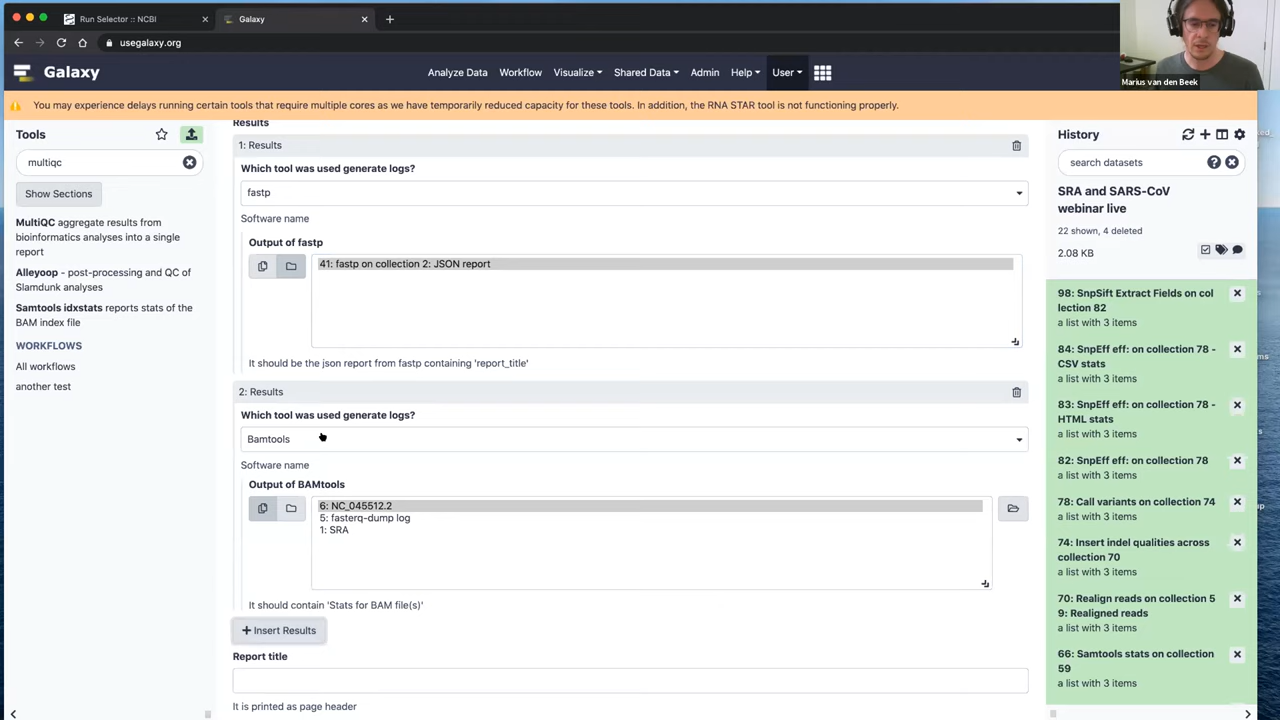 Run Selector :: NCBI
Galaxy
usegalaxy.org
Marius van den Beek
Galaxy
Analyze Data
Workflow
Visualize
Shared Data
Admin
Help
User
You may experience delays running certain tools that require multiple cores as we have temporarily reduced capacity for these tools. In addition, the RNA STAR tool is not functioning properly.
Tools
multiqc
Show Sections
MultiQC aggregate results from
bioinformatics analyses into a single
report
Alleyoop - post-processing and QC of
Slamdunk analyses
Samtools idxstats reports stats of the
BAM index file
WORKFLOWS
All workflows
another test
Results
1: Results
Which tool was used generate logs?
fastp
Software name
Output of fastp
41: fastp on collection 2: JSON report
It should be the json report from fastp containing 'report_title'
2: Results
Which tool was used generate logs?
Bamtools
Software name
Output of BAMtools
6: NC_045512.2
5: fasterq-dump log
1: SRA
It should contain 'Stats for BAM file(s)'
+ Insert Results
Report title
It is printed as page header
History
search datasets
SRA and SARS-CoV
webinar live
22 shown, 4 deleted
2.08 KB
98: SnpSift Extract Fields on col
lection 82
a list with 3 items
84: SnpEff eff: on collection 78 -
CSV stats
a list with 3 items
83: SnpEff eff: on collection 78 -
HTML stats
a list with 3 items
82: SnpEff eff: on collection 78
a list with 3 items
78: Call variants on collection 74
a list with 3 items
74: Insert indel qualities across
collection 70
a list with 3 items
70: Realign reads on collection 5
9: Realigned reads
a list with 3 items
66: Samtools stats on collection
59
a list with 3 items